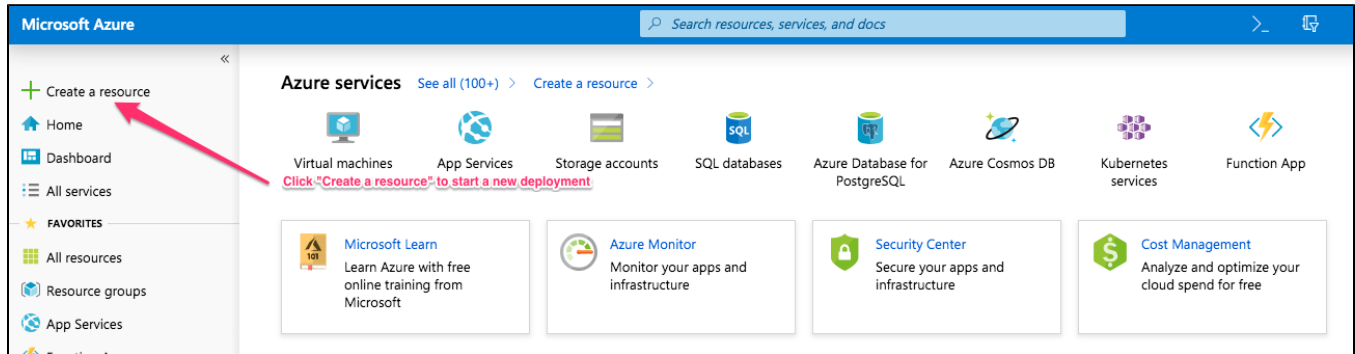 Microsoft Azure
Search resources, services, and docs
«
Create a resource
Home
Dashboard
All services
FAVORITES
All resources
Resource groups
App Services
Azure services See all (100+) > Create a resource >
Virtual machines
App Services
Storage accounts
SQL
SQL databases
Azure Database for
PostgreSQL
Azure Cosmos DB
Kubernetes
services
Function App
Click "Create a resource" to start a new deployment
101
Microsoft Learn
Learn Azure with free
online training from
Microsoft
Azure Monitor
Monitor your apps and
infrastructure
Security Center
Secure your apps and
infrastructure
Cost Management
Analyze and optimize your
cloud spend for free